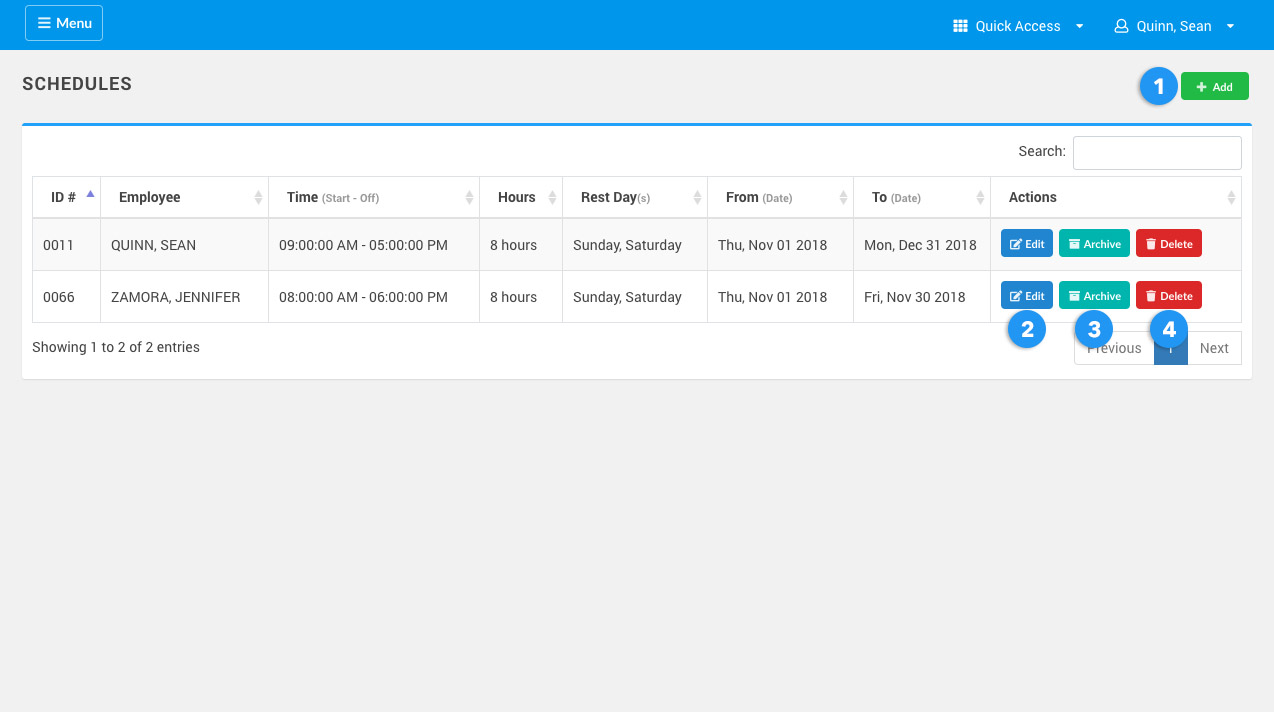 Menu
Quick Access
Quinn, Sean
SCHEDULES
1
Add
Search:
ID # Employee Time (Start - Off) Hours Rest Day(s) From (Date) To (Date) Actions
0011 QUINN, SEAN 09:00:00 AM - 05:00:00 PM 8 hours Sunday, Saturday Thu, Nov 01 2018 Mon, Dec 31 2018 Edit Archive Delete
0066 ZAMORA, JENNIFER 08:00:00 AM - 06:00:00 PM 8 hours Sunday, Saturday Thu, Nov 01 2018 Fri, Nov 30 2018 Edit Archive Delete
2 3 4
Showing 1 to 2 of 2 entries
Previous 1 Next